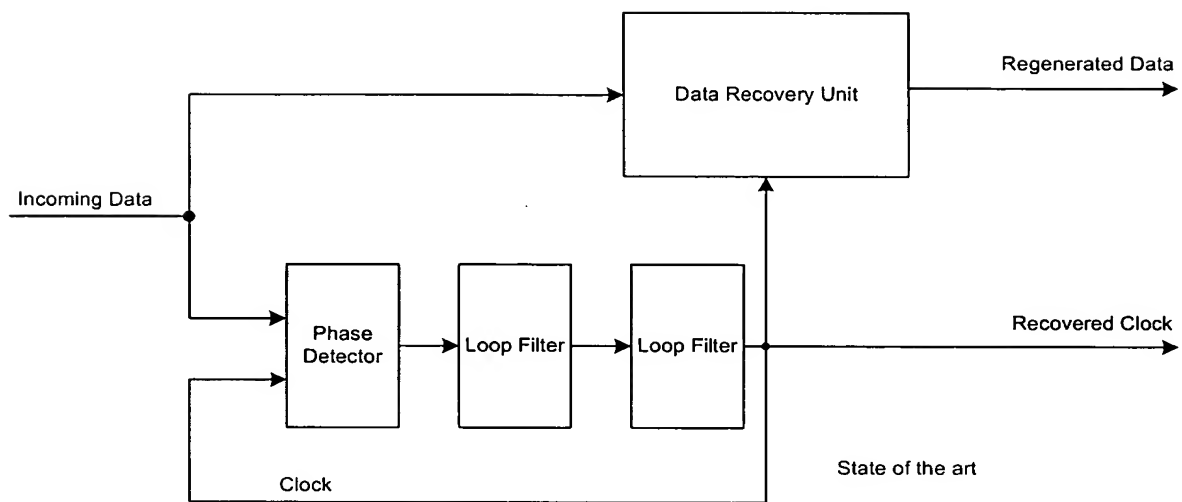 Regenerated Data
Data Recovery Unit
Incoming Data
Phase
Detector
Loop Filter
Loop Filter
Recovered Clock
Clock
State of the art